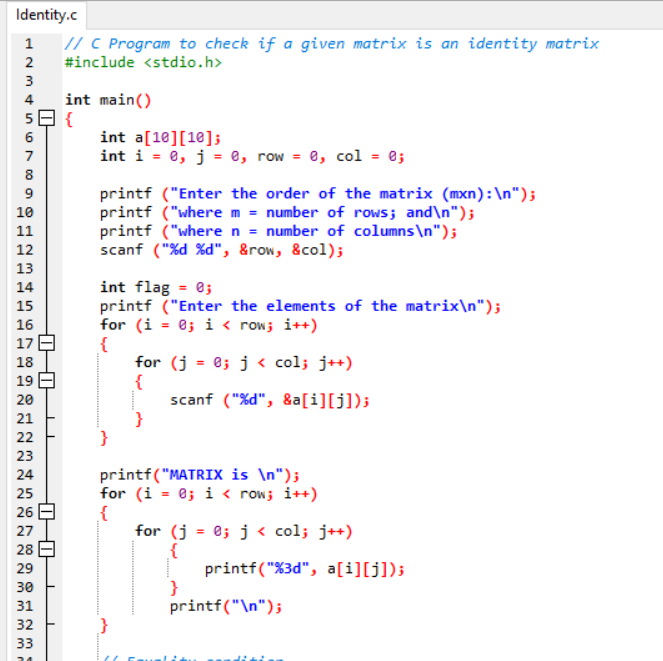 Identity.c
1 // C Program to check if a given matrix is an identity matrix
2 #include <stdio.h>
3
4 int main()
5 {
6 int a[10][10];
7 int i = 0, j = 0, row = 0, col = 0;
8
9 printf ("Enter the order of the matrix (mxn):\n");
10 printf ("where m = number of rows; and\n");
11 printf ("where n = number of columns\n");
12 scanf ("%d %d", &row, &col);
13
14 int flag = 0;
15 printf ("Enter the elements of the matrix\n");
16 for (i = 0; i < row; i++)
17 {
18 for (j = 0; j < col; j++)
19 {
20 scanf ("%d", &a[i][j]);
21 }
22 }
23
24 printf("MATRIX is \n");
25 for (i = 0; i < row; i++)
26 {
27 for (j = 0; j < col; j++)
28 {
29 printf("%3d", a[i][j]);
30 }
31 printf("\n");
32 }
33
34 // Equality condition